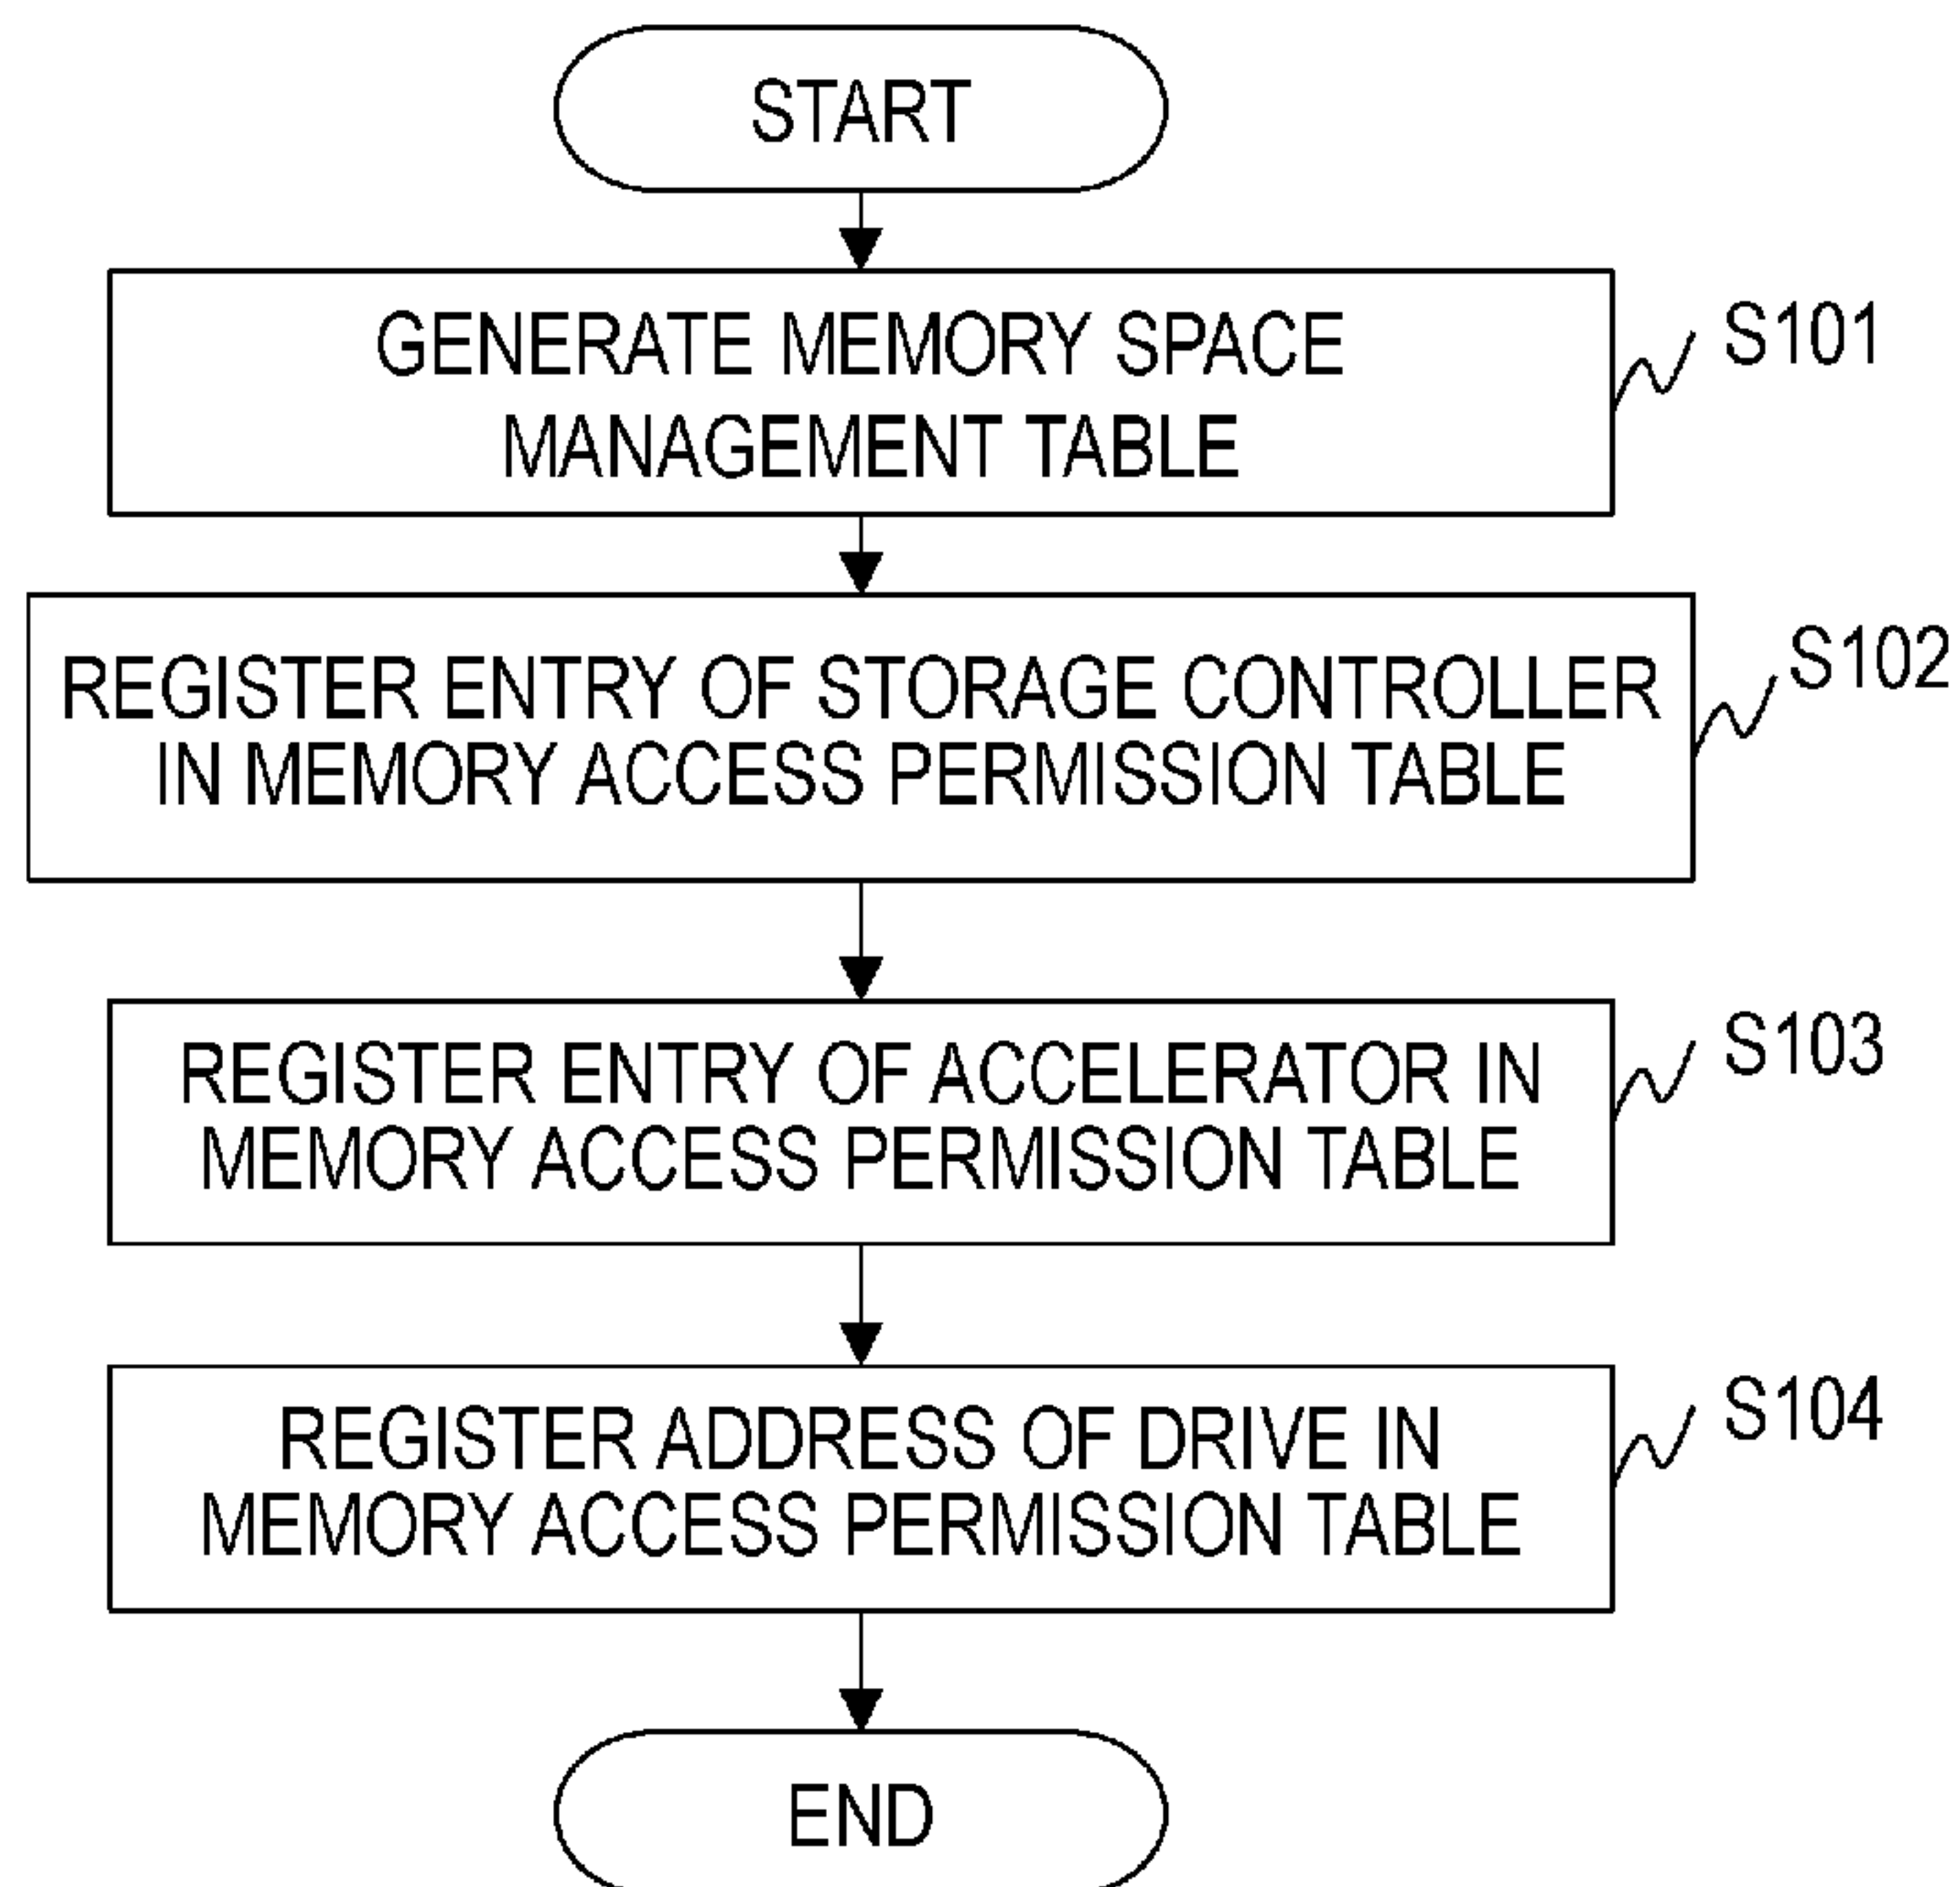 START
GENERATE MEMORY SPACE
MANAGEMENT TABLE
S101
REGISTER ENTRY OF STORAGE CONTROLLER
IN MEMORY ACCESS PERMISSION TABLE
S102
REGISTER ENTRY OF ACCELERATOR IN
MEMORY ACCESS PERMISSION TABLE
S103
REGISTER ADDRESS OF DRIVE IN
MEMORY ACCESS PERMISSION TABLE
S104
END